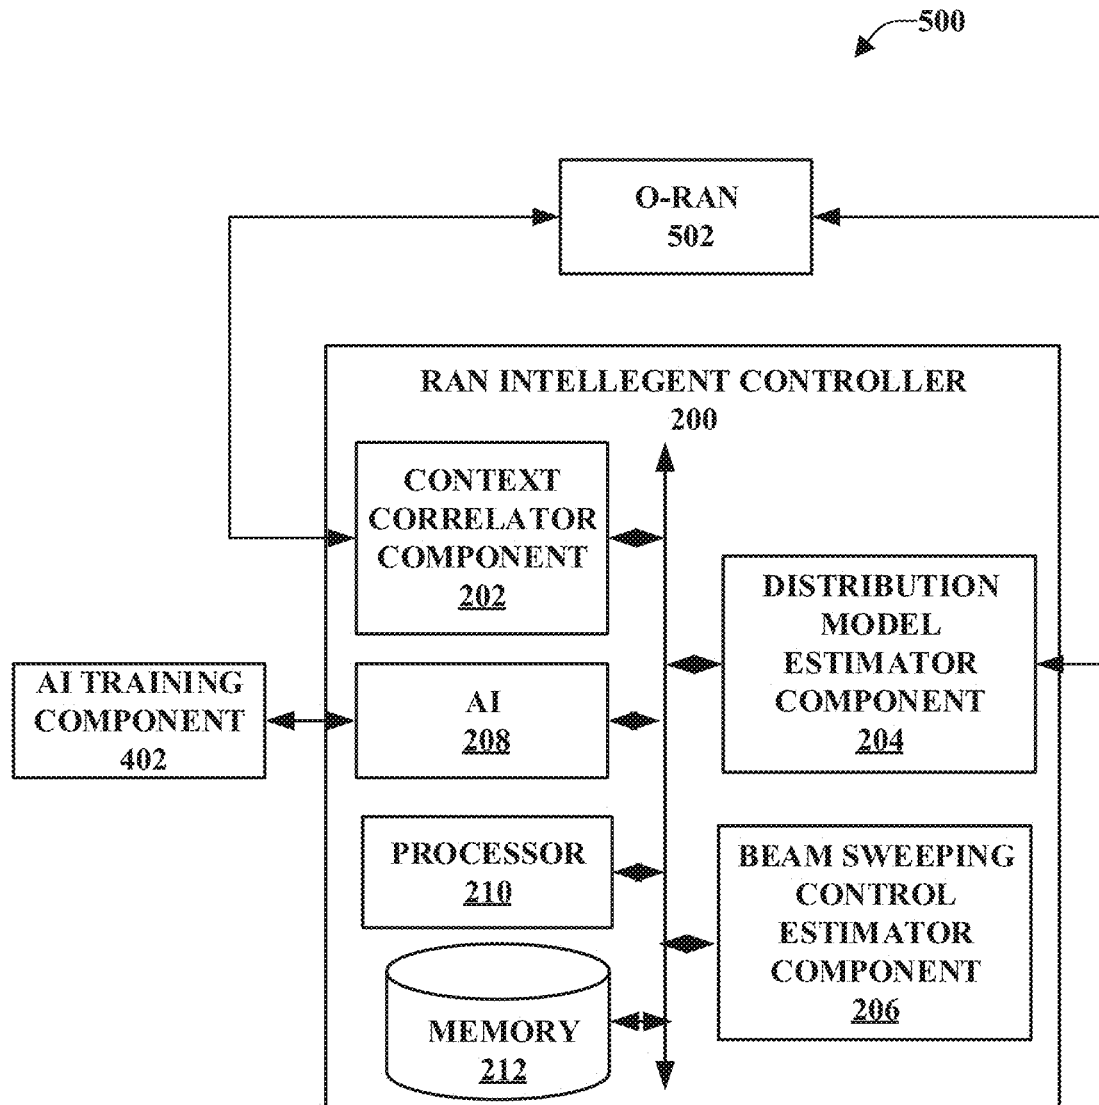 500
O-RAN
502
RAN INTELLEGENT CONTROLLER
200
CONTEXT
CORRELATOR
COMPONENT
202
DISTRIBUTION
MODEL
ESTIMATOR
COMPONENT
204
AI TRAINING
COMPONENT
402
AI
208
PROCESSOR
210
BEAM SWEEPING
CONTROL
ESTIMATOR
COMPONENT
206
MEMORY
212